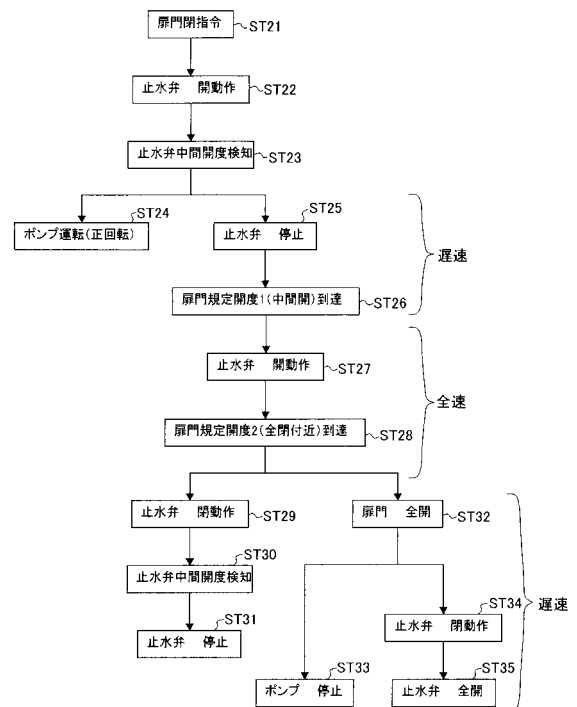 扉門閉指令 ST21
止水弁 開動作 ST22
止水弁中間開度検知 ST23
ST24
ポンプ運転(正回転)
ST25
止水弁 停止
遅速
扉門規定開度1(中間開)到達 ST26
止水弁 開動作 ST27
全速
扉門規定開度2(全閉付近)到達 ST28
止水弁 閉動作 ST29
扉門 全開 ST32
ST30
止水弁中間開度検知
遅速
ST34
止水弁 閉動作
ST31
止水弁 停止
ST33
ポンプ 停止
ST35
止水弁 全開